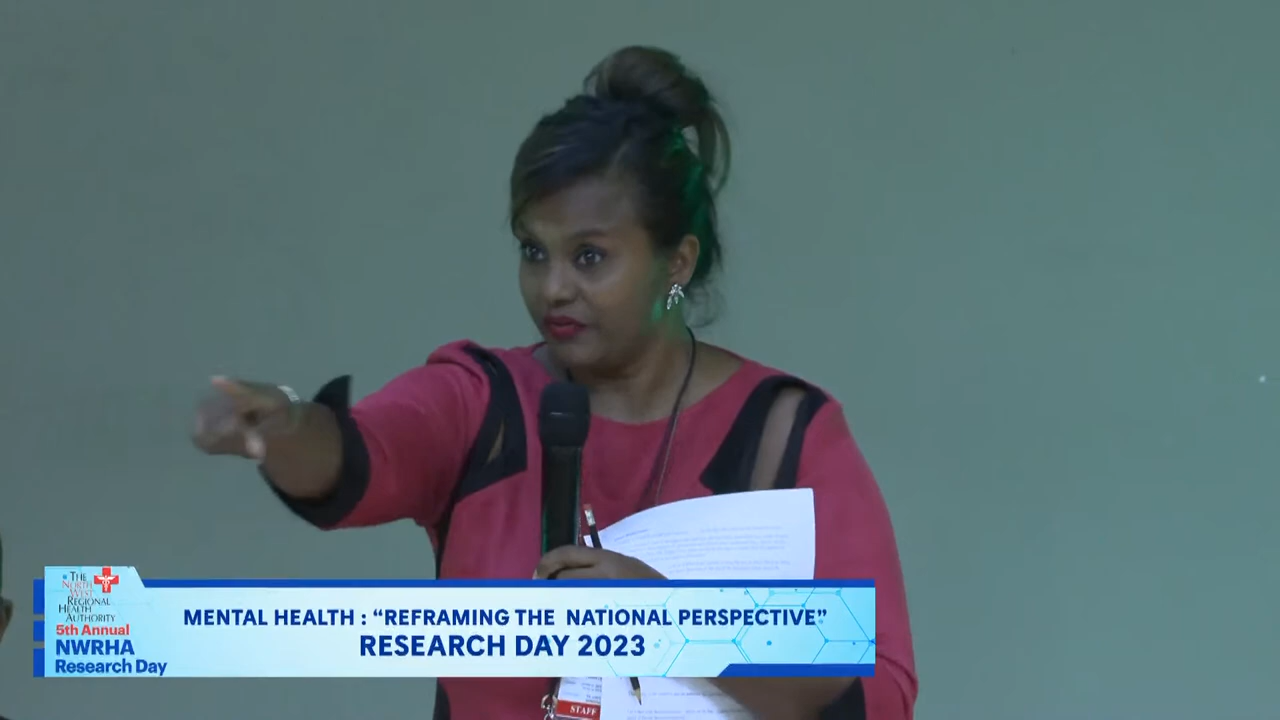 THE
NORTH
WEST
REGIONAL
HEALTH
AUTHORITY
5th Annual
NWRHA
Research Day
MENTAL HEALTH : “REFRAMING THE NATIONAL PERSPECTIVE”
RESEARCH DAY 2023
STAFF